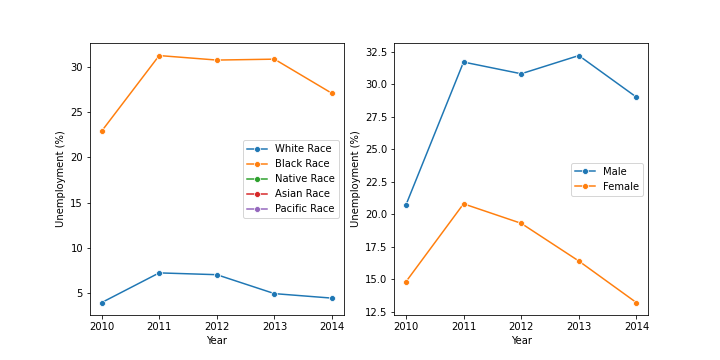 30
25
20
15
10
5
2010 2011 2012 2013 2014
Year
Unemployment (%)
White Race
Black Race
Native Race
Asian Race
Pacific Race
32.5
30.0
27.5
25.0
22.5
20.0
17.5
15.0
12.5
2010 2011 2012 2013 2014
Year
Unemployment (%)
Male
Female